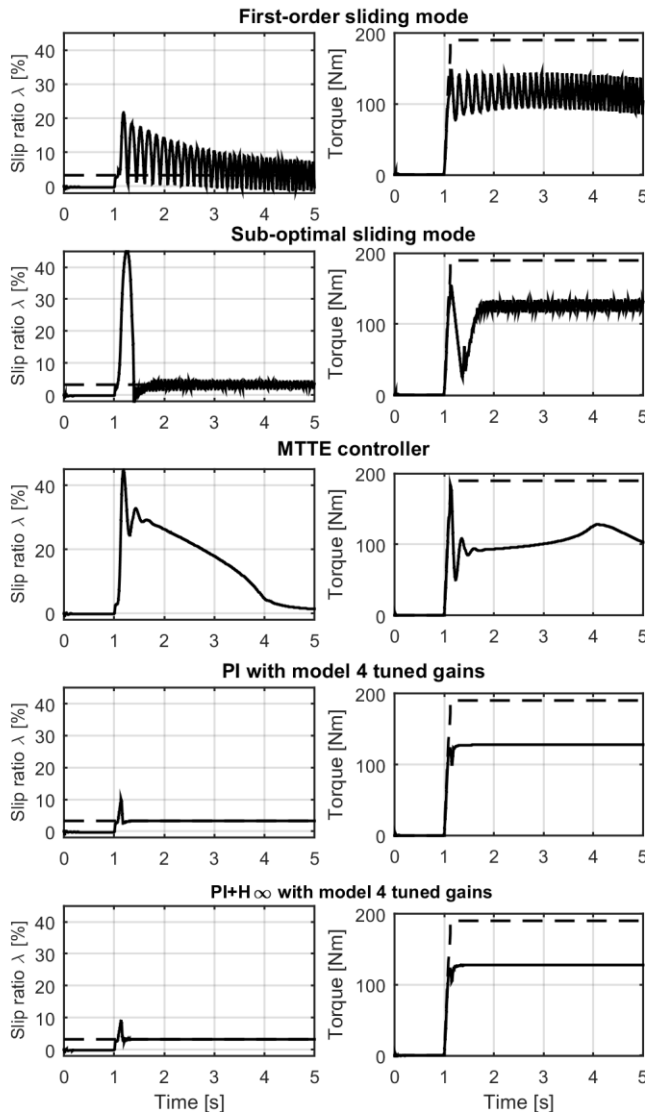 First-order sliding mode
Slip ratio λ [%]
40
30
20
10
0
0 1 2 3 4 5
Torque [Nm]
200
100
0
0 1 2 3 4 5
Sub-optimal sliding mode
Slip ratio λ [%]
40
30
20
10
0
0 1 2 3 4 5
Torque [Nm]
200
100
0
0 1 2 3 4 5
MTTE controller
Slip ratio λ [%]
40
20
0
0 1 2 3 4 5
Torque [Nm]
200
100
0
0 1 2 3 4 5
PI with model 4 tuned gains
Slip ratio λ [%]
40
30
20
10
0
0 1 2 3 4 5
Torque [Nm]
200
100
0
0 1 2 3 4 5
PI+H∞ with model 4 tuned gains
Slip ratio λ [%]
40
30
20
10
0
0 1 2 3 4 5
Time [s]
Torque [Nm]
200
100
0
0 1 2 3 4 5
Time [s]